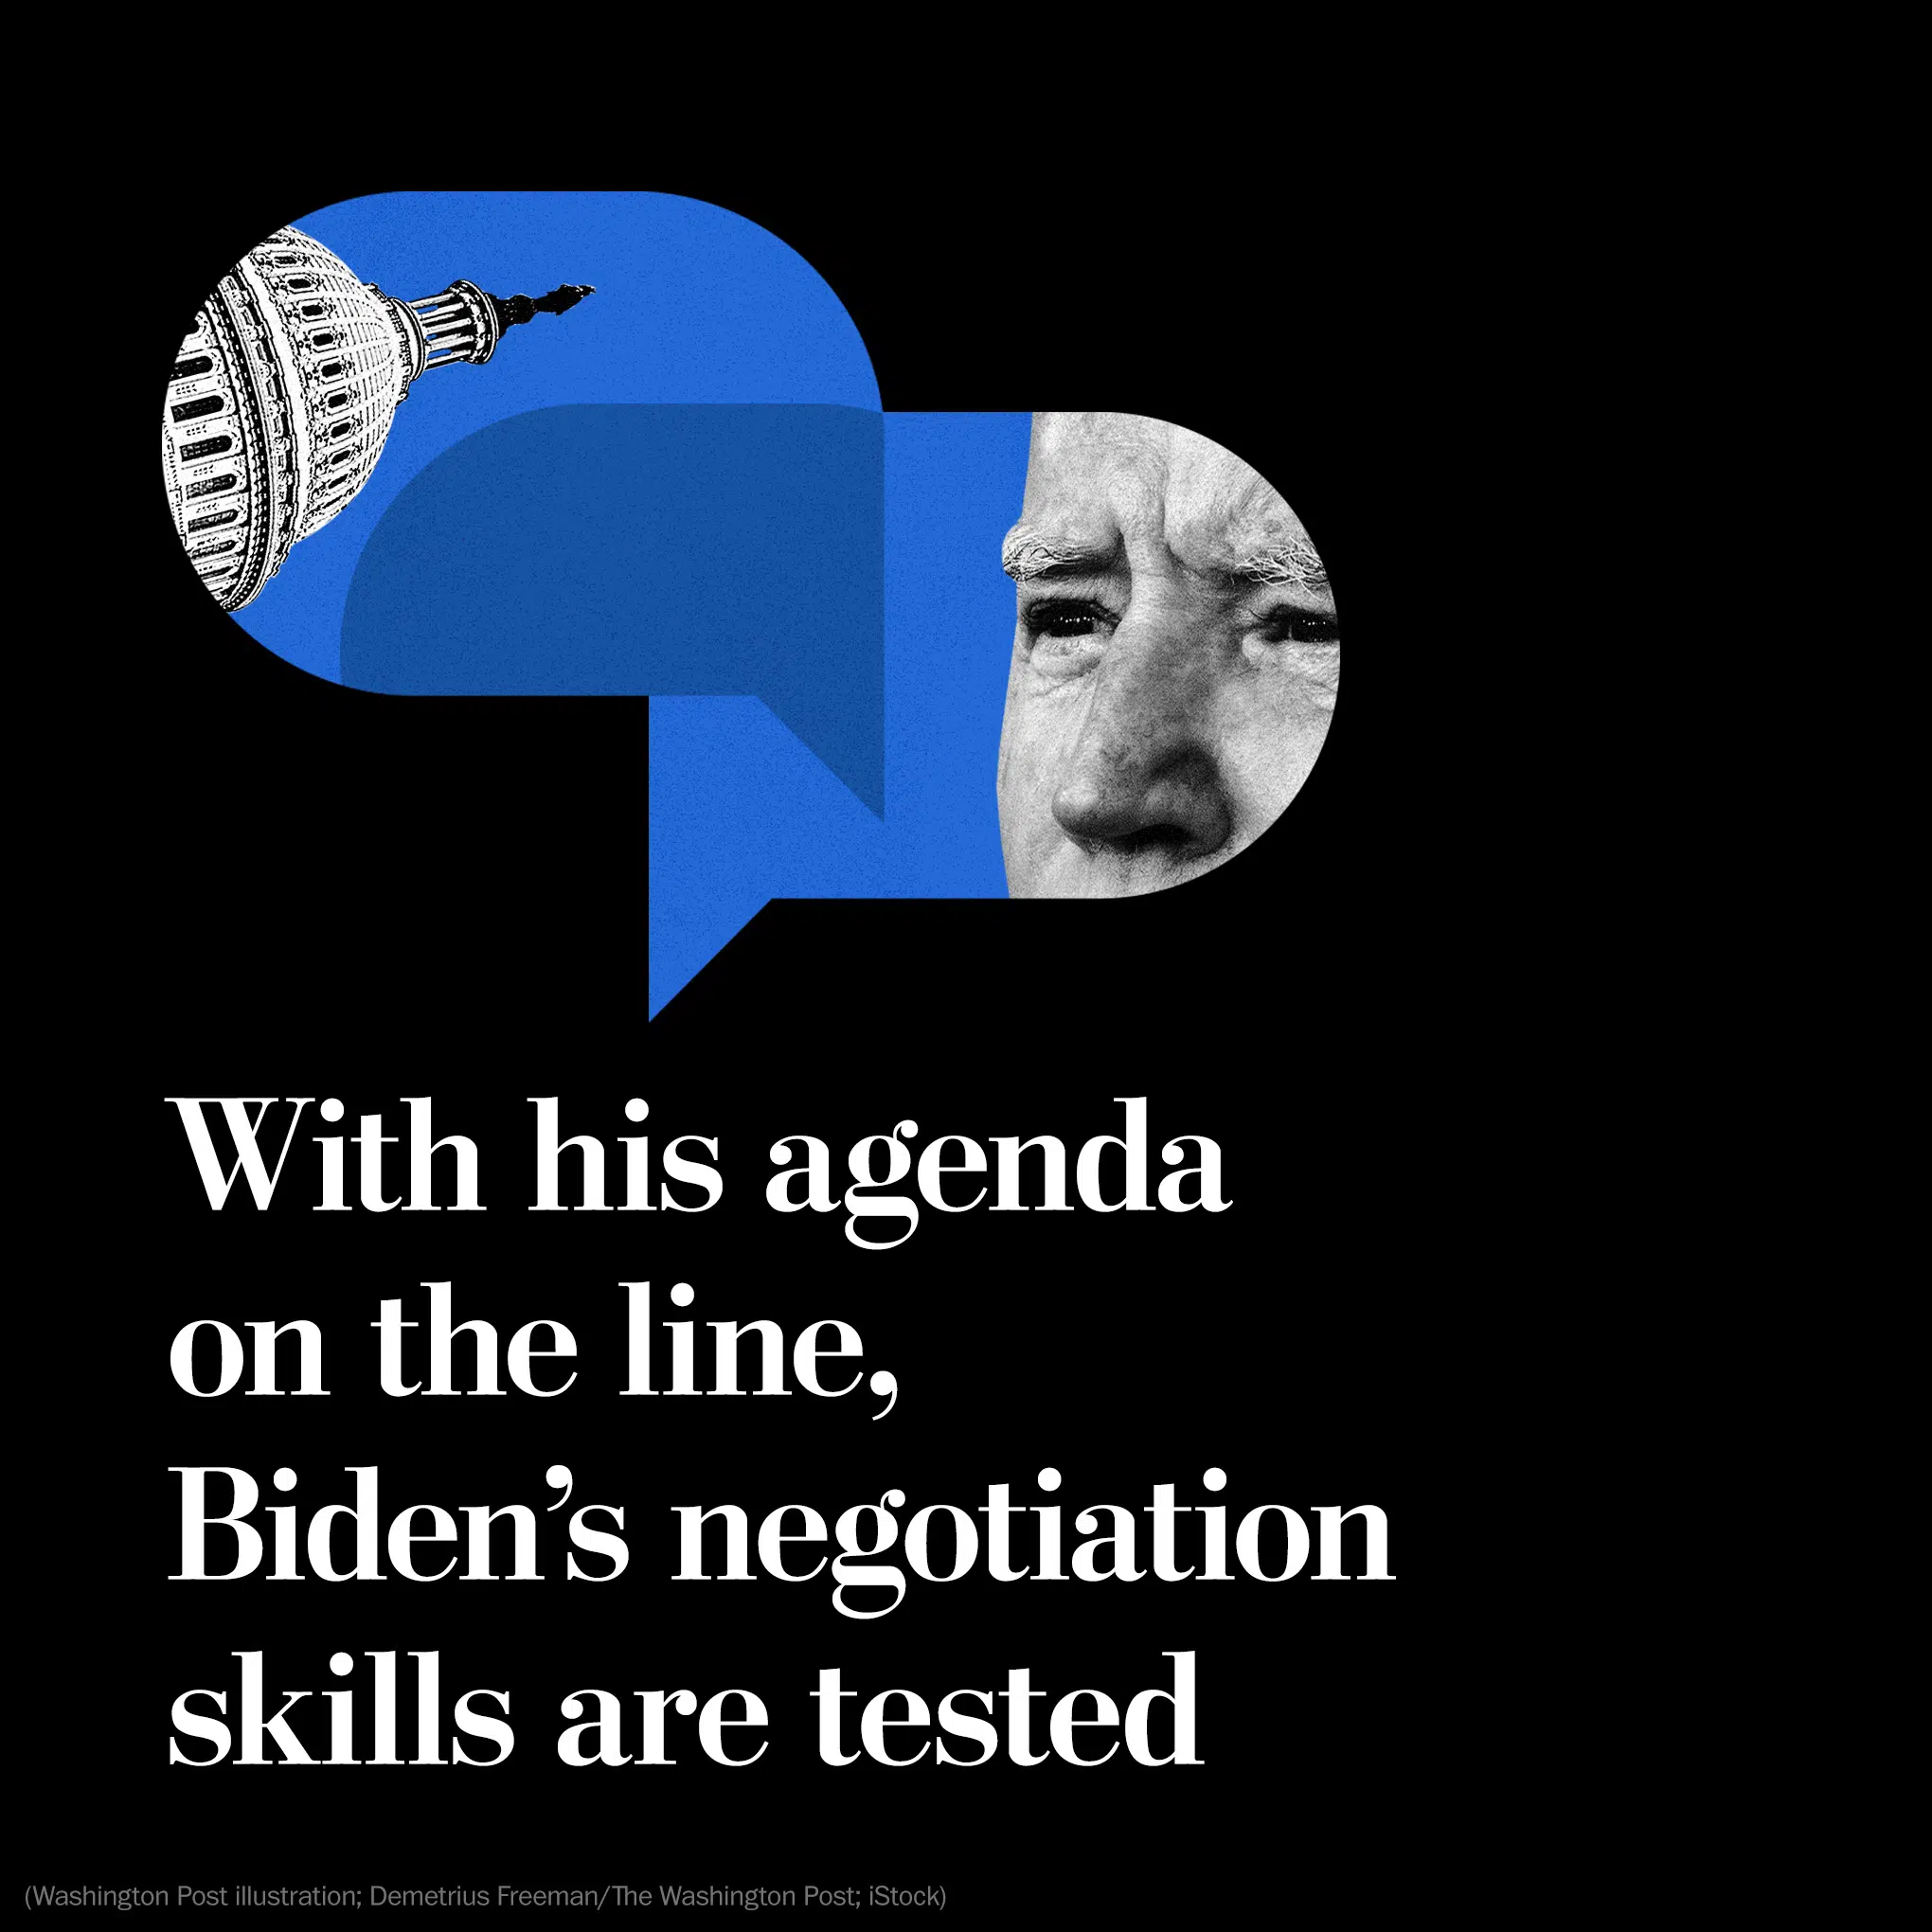 With his agenda
on the line,
Biden’s negotiation
skills are tested
(Washington Post illustration; Demetrius Freeman/The Washington Post; iStock)